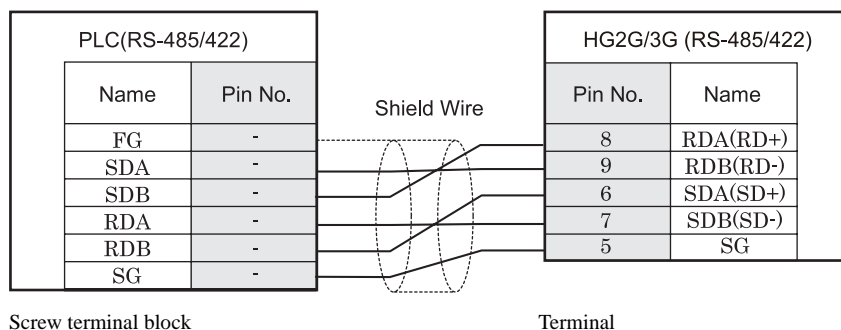 PLC(RS-485/422)
Name Pin No.
FG -
SDA -
SDB -
RDA -
RDB -
SG -
Shield Wire
HG2G/3G (RS-485/422)
Pin No. Name
8 RDA(RD+)
9 RDB(RD-)
6 SDA(SD+)
7 SDB(SD-)
5 SG
Screw terminal block
Terminal